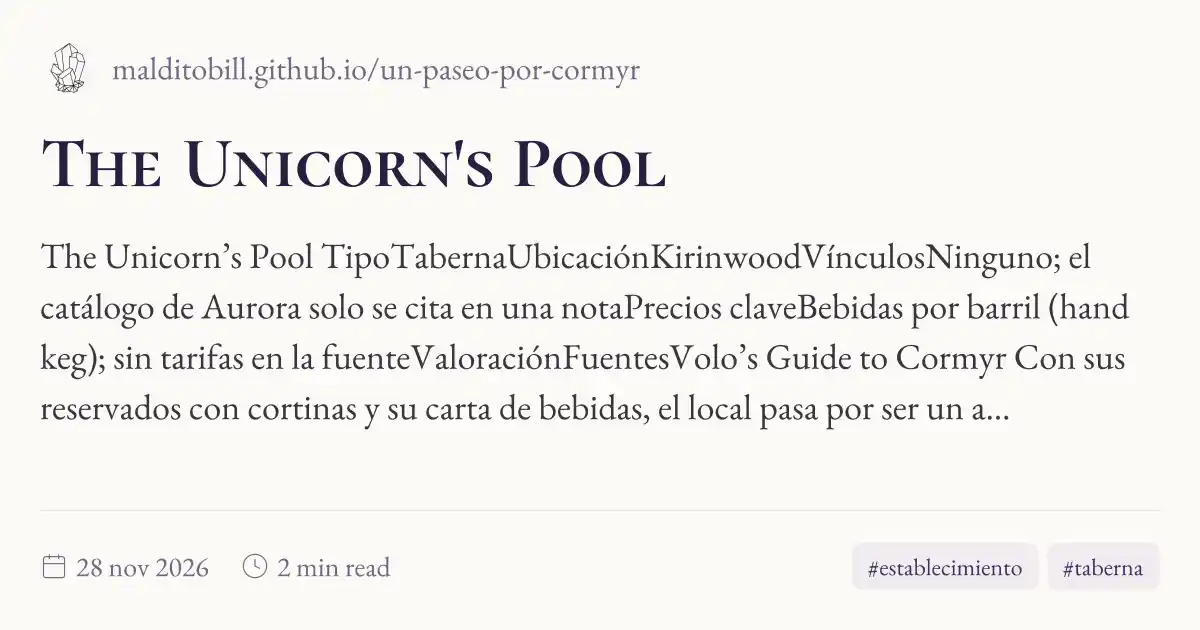 malditobill.github.io/un-paseo-por-cormyr
The Unicorn's Pool
The Unicorn’s Pool TipoTabernaUbicaciónKirinwoodVínculosNinguno; el
catálogo de Aurora solo se cita en una notaPrecios claveBebidas por barril (hand
keg); sin tarifas en la fuenteValoraciónFuentesVolo’s Guide to Cormyr Con sus
reservados con cortinas y su carta de bebidas, el local pasa por ser un a...
28 nov 2026
2 min read
#establecimiento
#taberna